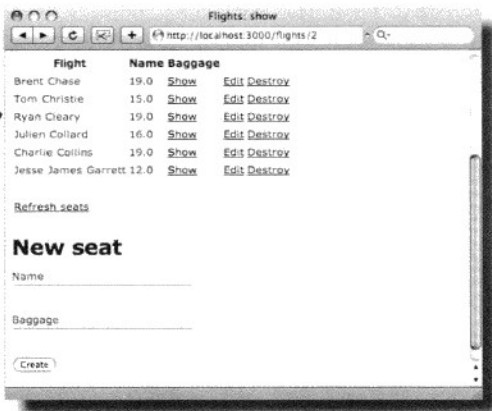 Flights: show
http://localhost:3000/flights/2
Flight Name Baggage
Brent Chase 19.0 Show Edit Destroy
Tom Christie 15.0 Show Edit Destroy
Ryan Cleary 19.0 Show Edit Destroy
Julien Collard 16.0 Show Edit Destroy
Charlie Collins 19.0 Show Edit Destroy
Jesse James Garrett 12.0 Show Edit Destroy
Refresh seats
New seat
Name
Baggage
Create